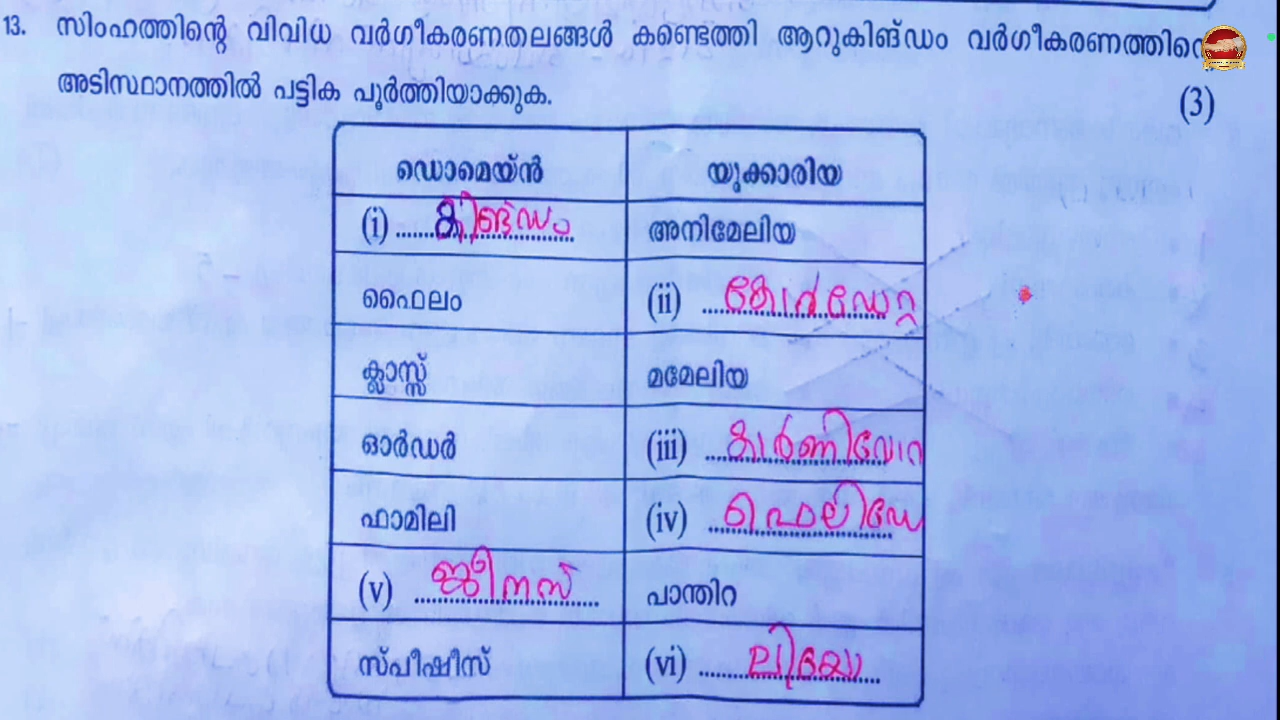 13. സിംഹത്തിന്റെ വിവിധ വർഗീകരണതലങ്ങൾ കണ്ടെത്തി ആറുകിങ്ഡം വർഗീകരണത്തിന്റെ
അടിസ്ഥാനത്തിൽ പട്ടിക പൂർത്തിയാക്കുക. (3)
ഡൊമെയ്ൻ യൂക്കാരിയ
(i) കിങ്ഡം അനിമേലിയ
ഫൈലം (ii) കോർഡേറ്റ
ക്ലാസ്സ് മമേലിയ
ഓർഡർ (iii) കാർണിവോറ
ഫാമിലി (iv) ഫെലിഡേ
(v) ജീനസ് പാന്തിറ
സ്പീഷീസ് (vi) ലിയോ